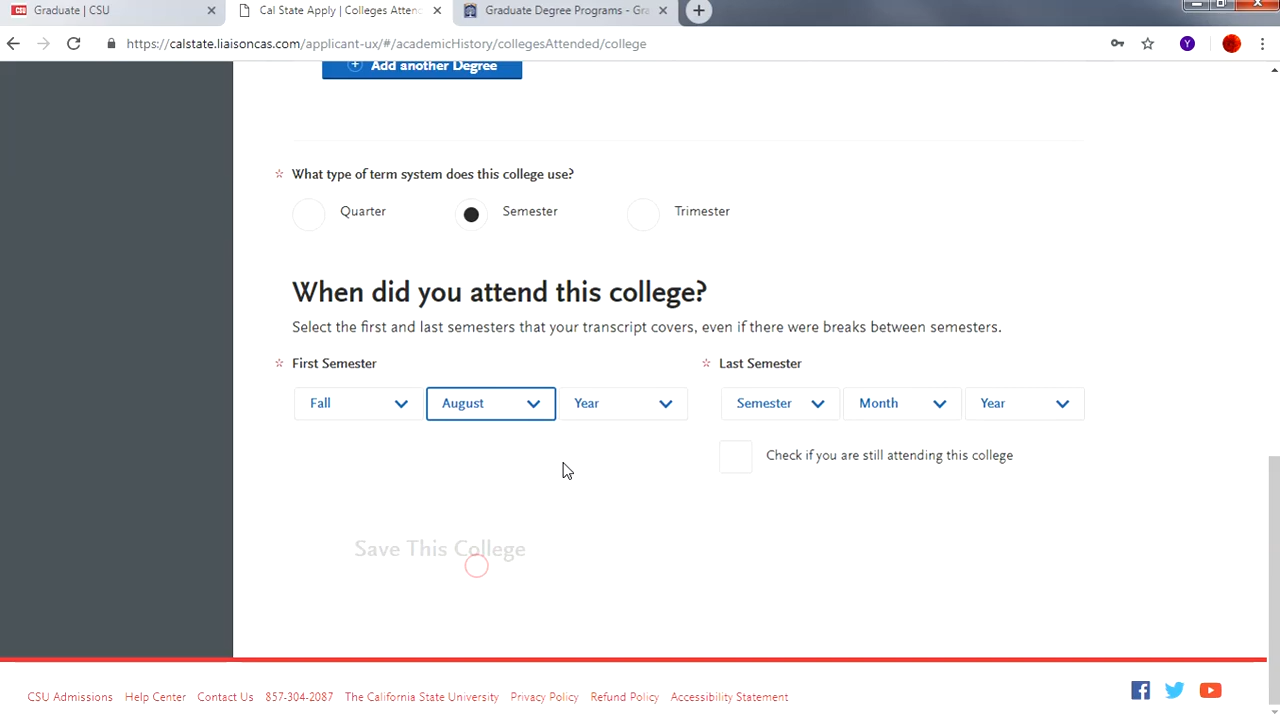 Graduate | CSU
Cal State Apply | Colleges Atten
Graduate Degree Programs - Gra
https://calstate.liaisoncas.com/applicant-ux/#/academicHistory/collegesAttended/college
Y
Add another Degree
* What type of term system does this college use?
Quarter
Semester
Trimester
When did you attend this college?
Select the first and last semesters that your transcript covers, even if there were breaks between semesters.
* First Semester
* Last Semester
Fall
August
Year
Semester
Month
Year
Check if you are still attending this college
Save This College
CSU Admissions Help Center Contact Us 857-304-2087 The California State University Privacy Policy Refund Policy Accessibility Statement